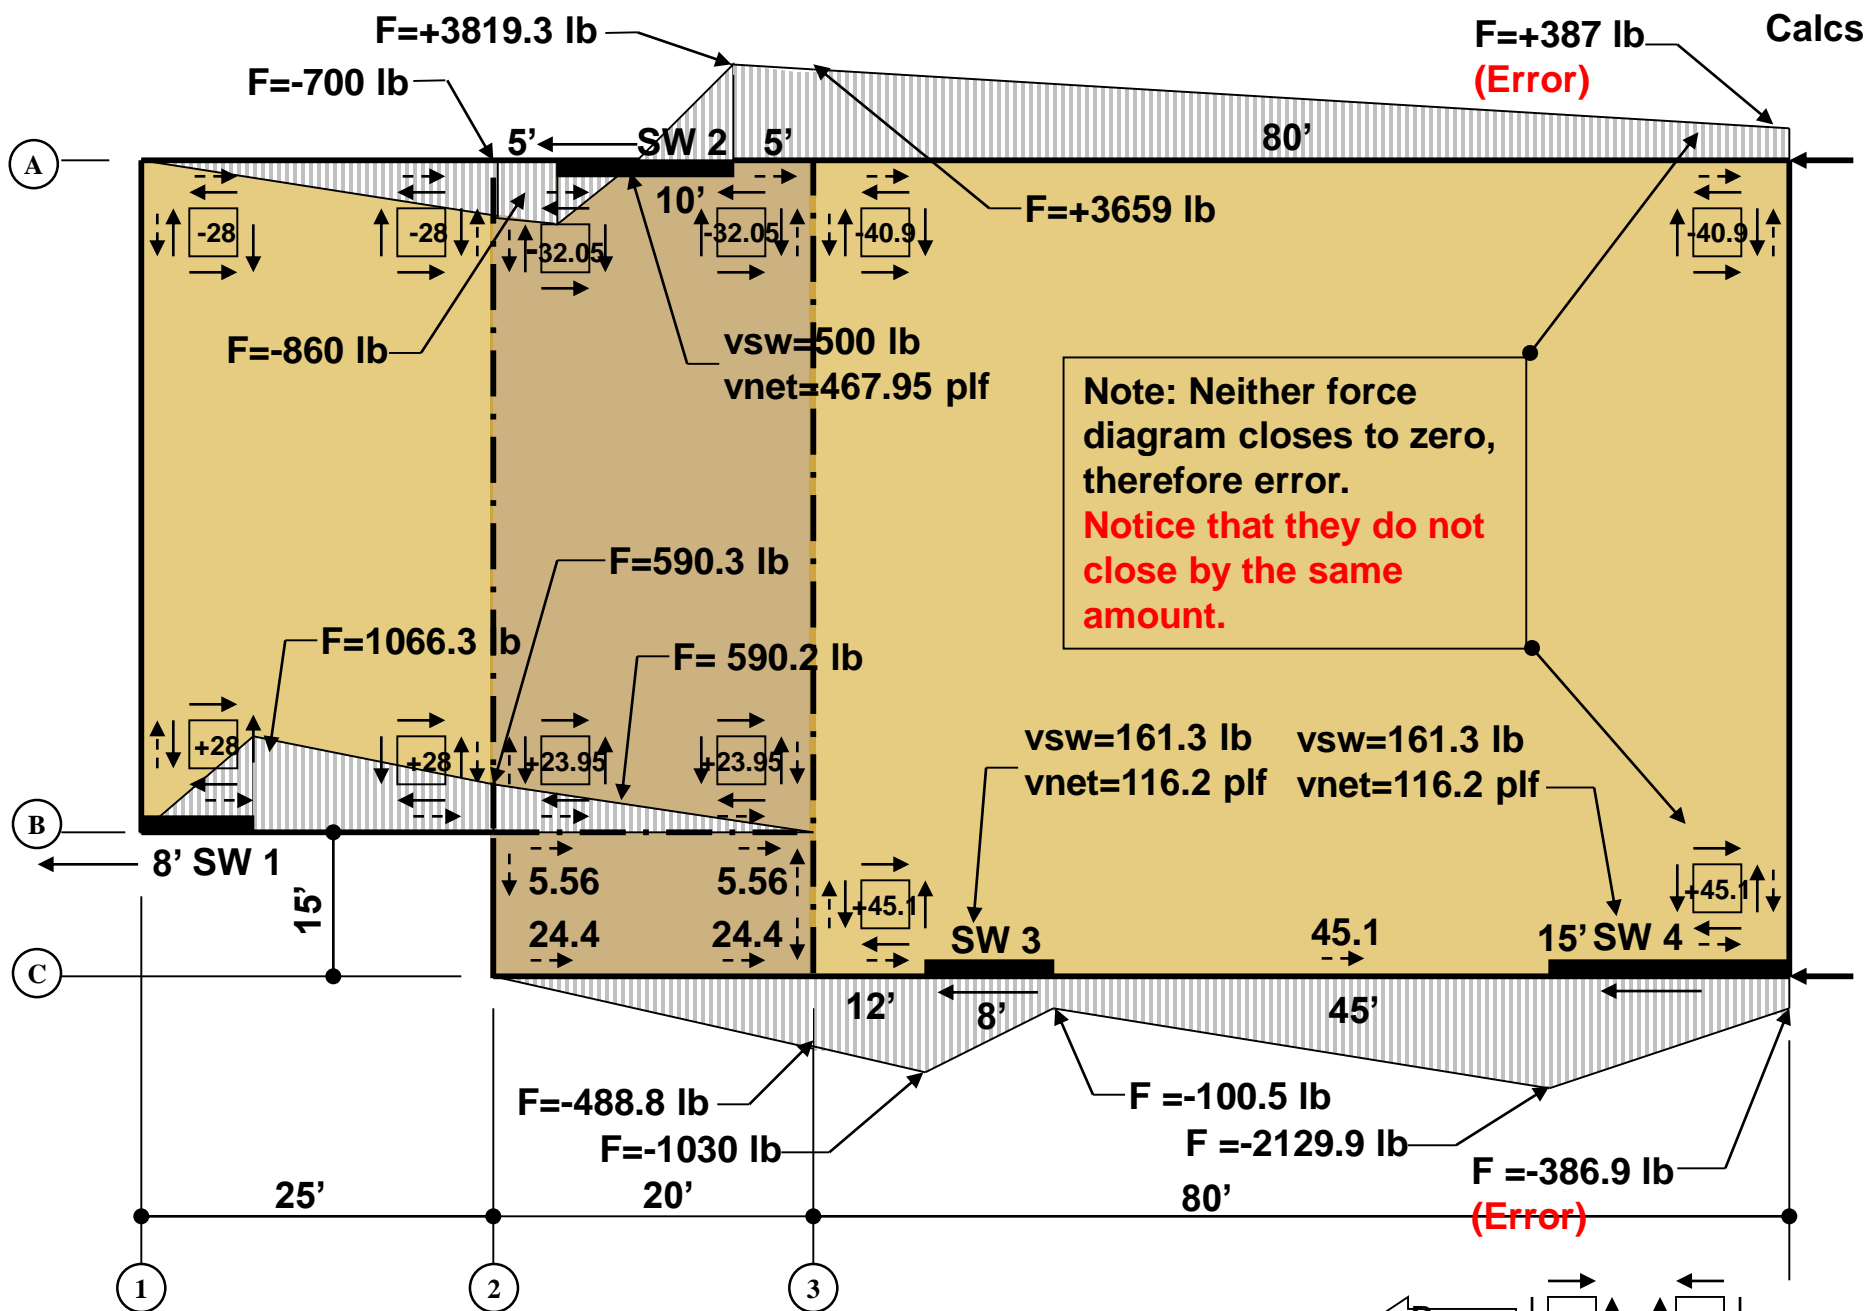 F=+3819.3 lb
F=+387 lb
(Error)
Calcs
F=-700 lb
A
5’
SW 2
5’
80’
10’
F=+3659 lb
-28
-28
-32.05
-32.05
-40.9
-40.9
F=-860 lb
vsw=500 lb
vnet=467.95 plf
Note: Neither force
diagram closes to zero,
therefore error.
Notice that they do not
close by the same
amount.
F=590.3 lb
F=1066.3 lb
F= 590.2 lb
+28
+28
+23.95
+23.95
vsw=161.3 lb
vnet=116.2 plf
vsw=161.3 lb
vnet=116.2 plf
B
8’ SW 1
15’
5.56
5.56
24.4
24.4
+45.1
+45.1
SW 3
45.1
15’ SW 4
C
12’
8’
45’
F=-488.8 lb
F=-1030 lb
F =-100.5 lb
F =-2129.9 lb
F =-386.9 lb
(Error)
25’
20’
80’
1
2
3